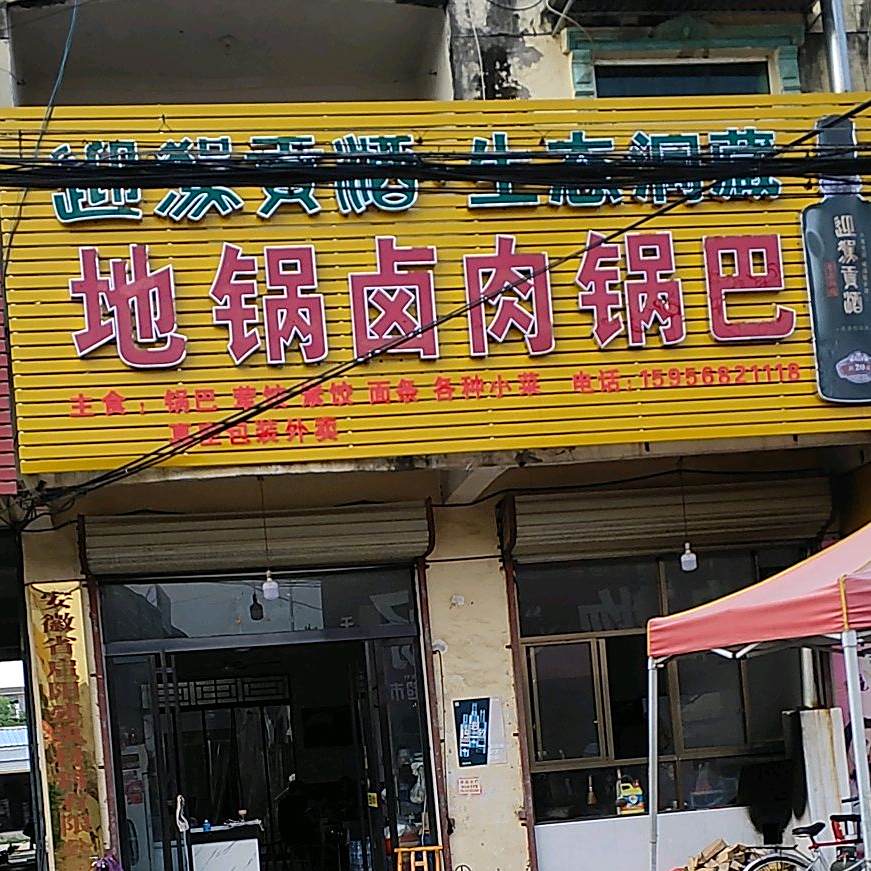 迎驾贡酒·生态洞藏
地锅卤肉锅巴
主食：锅巴 蒸饺 煎饺 面条 各种小菜 电话:15956821118
真空包装外卖
迎驾贡酒
超市